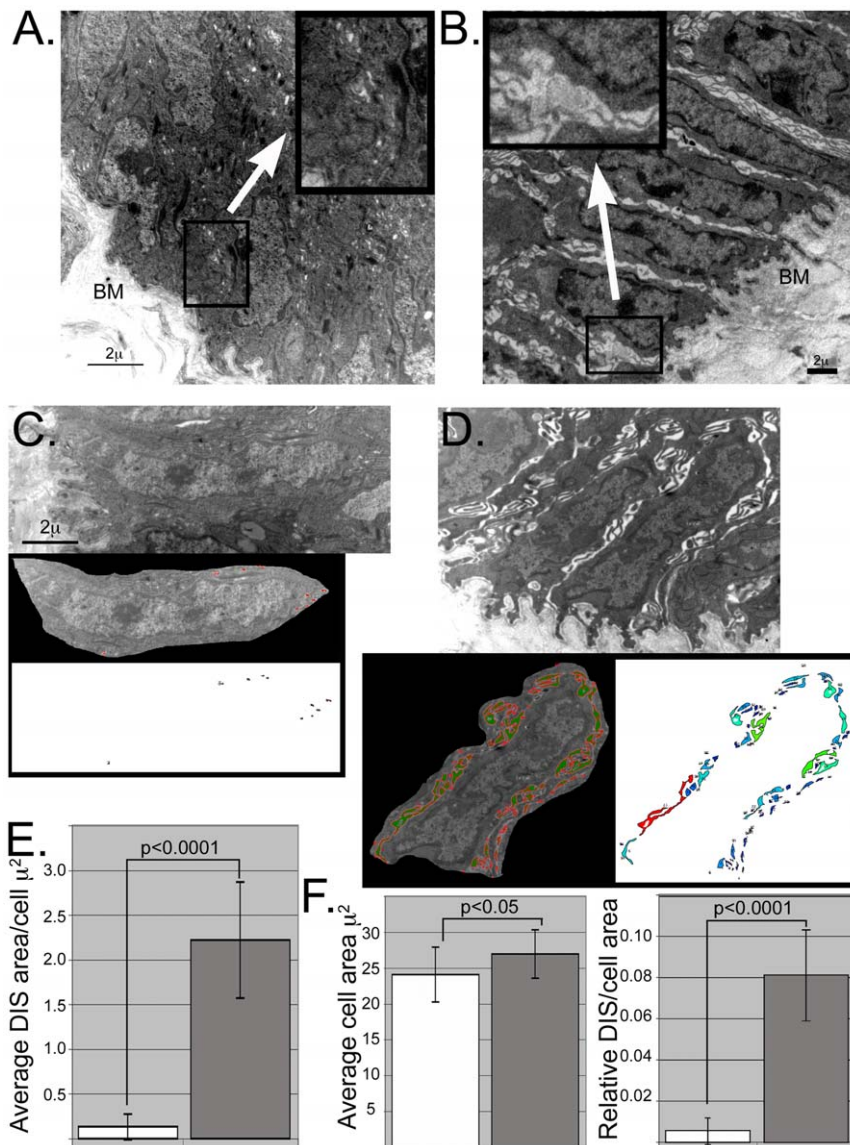 A.
BM
2μ
B.
BM
2μ
C.
2μ
D.
E.
Average DIS area/cell μ²
3.0
2.5
2.0
1.5
1.0
0.5
p<0.0001
F.
Average cell area μ²
30
25
20
15
10
5
p<0.05
Relative DIS/cell area
0.10
0.08
0.06
0.04
0.02
p<0.0001